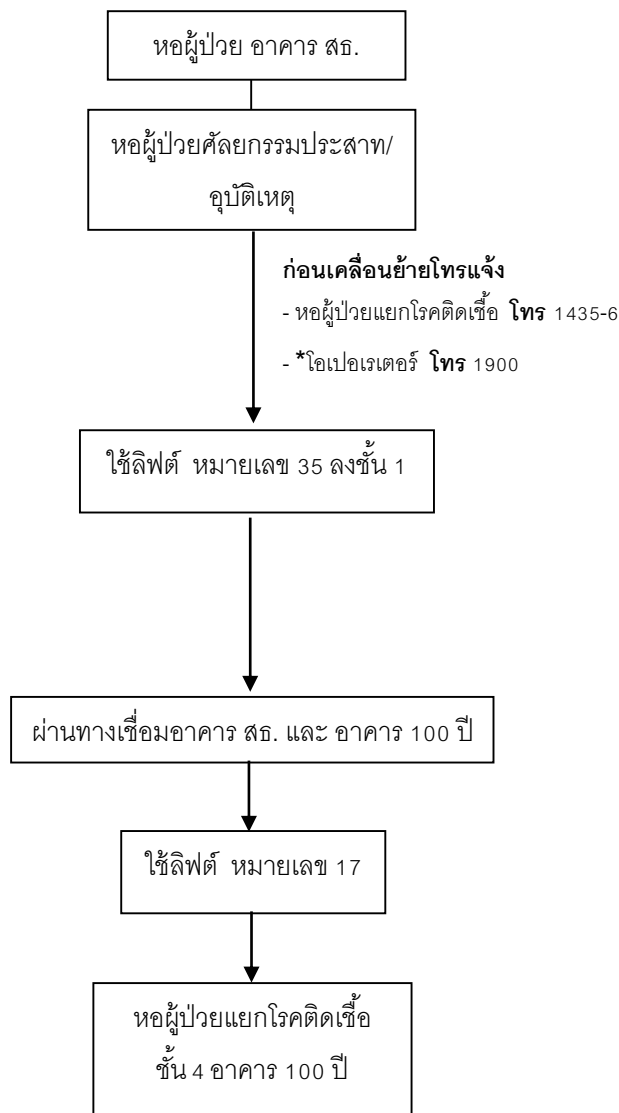 หอผู้ป่วย อาคาร สธ.
หอผู้ป่วยศัลยกรรมประสาท/
อุบัติเหตุ
ก่อนเคลื่อนย้ายโทรแจ้ง
- หอผู้ป่วยแยกโรคติดเชื้อ โทร 1435-6
- *โอเปอเรเตอร์ โทร 1900
ใช้ลิฟต์ หมายเลข 35 ลงชั้น 1
ผ่านทางเชื่อมอาคาร สธ. และ อาคาร 100 ปี
ใช้ลิฟต์ หมายเลข 17
หอผู้ป่วยแยกโรคติดเชื้อ
ชั้น 4 อาคาร 100 ปี